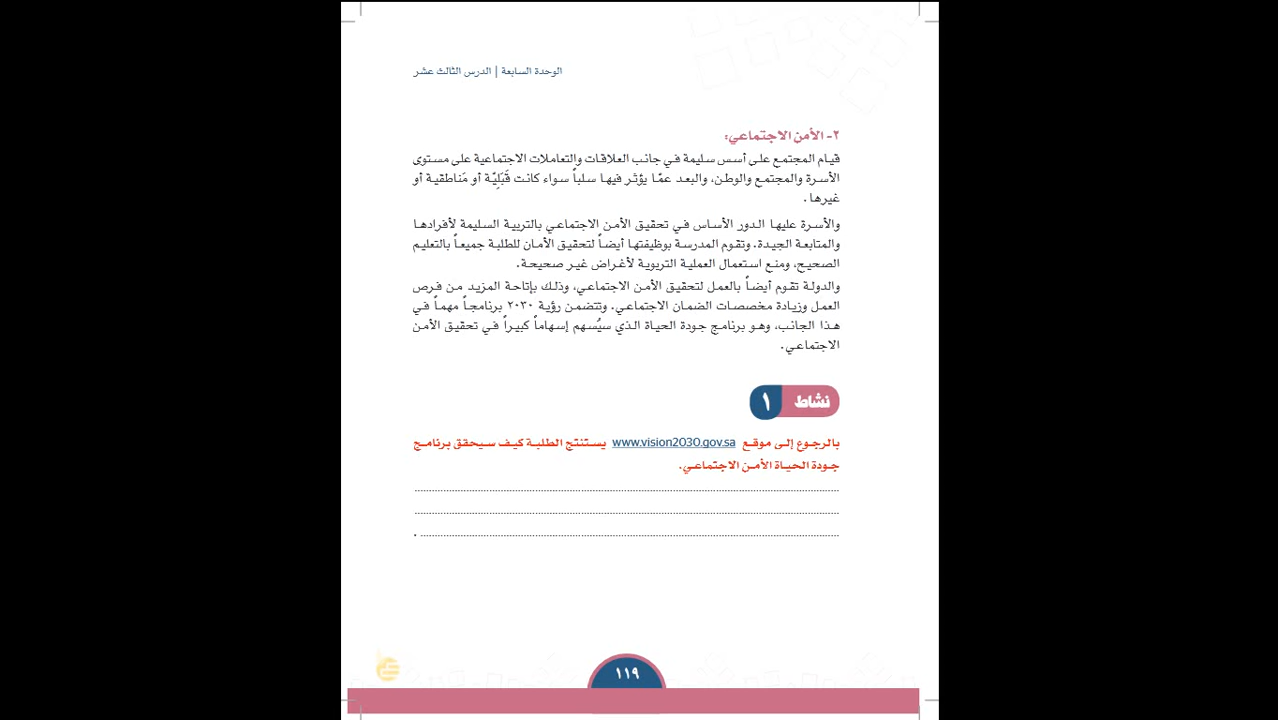 الوحدة السابعة | الدرس الثالث عشر
٢- الأمن الاجتماعي:
قيام المجتمع على أسس سليمة في جانب العلاقات والتعاملات الاجتماعية على مستوى
الأسرة والمجتمع والوطن، والبعد عمّا يؤثر فيها سلباً سواء كانت قَبَليّة أو مَناطقية أو
غيرها .
والأسرة عليها الدور الأساس في تحقيق الأمن الاجتماعي بالتربية السليمة لأفرادها
والمتابعة الجيدة. وتقوم المدرسة بوظيفتها أيضاً لتحقيق الأمان للطلبة جميعاً بالتعليم
الصحيح، ومنع استعمال العملية التربوية لأغراض غير صحيحة.
والدولة تقوم أيضاً بالعمل لتحقيق الأمن الاجتماعي، وذلك بإتاحة المزيد من فرص
العمل وزيادة مخصصات الضمان الاجتماعي. وتتضمن رؤية ٢٠٣٠ برنامجاً مهماً في
هذا الجانب، وهو برنامج جودة الحياة الذي سيُسهم إسهاماً كبيراً في تحقيق الأمن
الاجتماعي.
نشاط ١
بالرجوع إلى موقع www.vision2030.gov.sa يستنتج الطلبة كيف سيحقق برنامج
جودة الحياة الأمن الاجتماعي.
١١٩